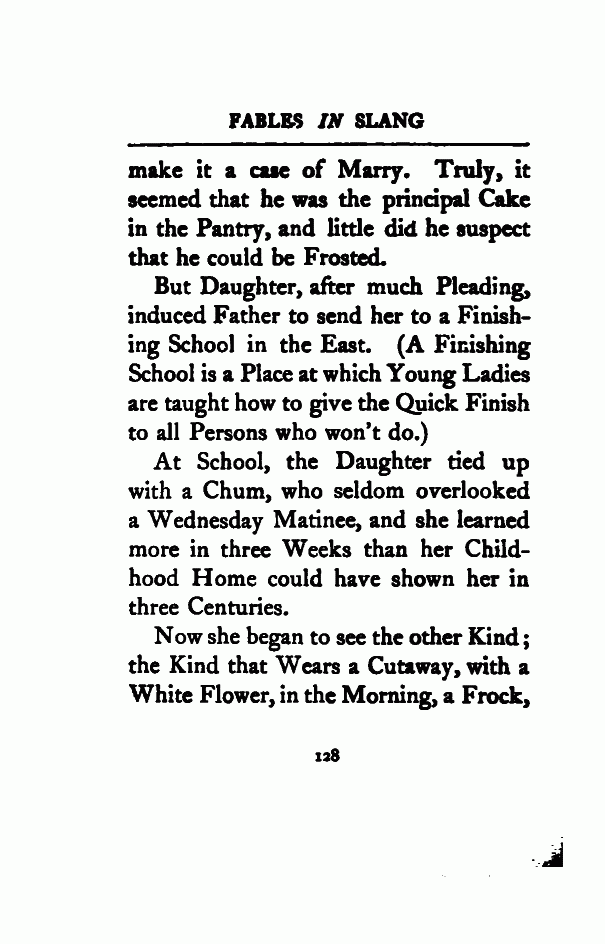 FABLES IN SLANG
make it a case of Marry. Truly, it
seemed that he was the principal Cake
in the Pantry, and little did he suspect
that he could be Frosted.
But Daughter, after much Pleading,
induced Father to send her to a Finish-
ing School in the East. (A Finishing
School is a Place at which Young Ladies
are taught how to give the Quick Finish
to all Persons who won't do.)
At School, the Daughter tied up
with a Chum, who seldom overlooked
a Wednesday Matinee, and she learned
more in three Weeks than her Child-
hood Home could have shown her in
three Centuries.
Now she began to see the other Kind;
the Kind that Wears a Cutaway, with a
White Flower, in the Morning, a Frock,
128